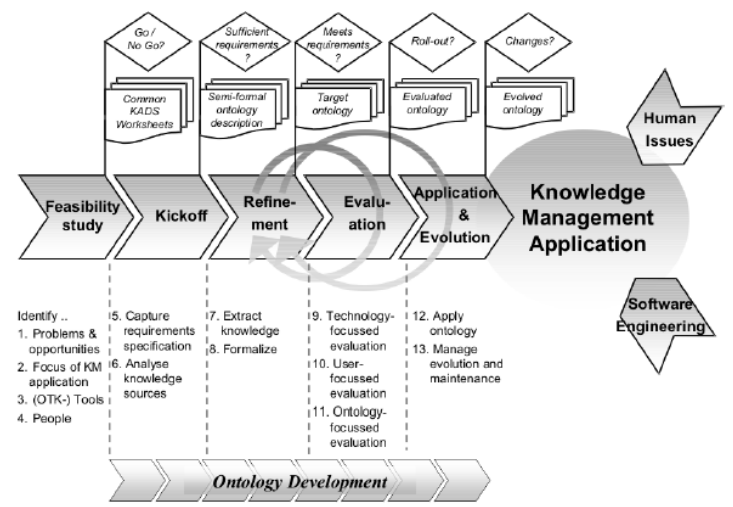 Go /
No Go?
Sufficient
requirements
?
Meets
requirements
?
Roll-out?
Changes?
Common
KADS
Worksheets
Semi-formal
ontology
description
Target
ontology
Evaluated
ontology
Evolved
ontology
Human
Issues
Feasibility
study
Kickoff
Refine-
ment
Evalu-
ation
Application
&
Evolution
Knowledge
Management
Application
Software
Engineering
Identify ..
1. Problems &
opportunities
2. Focus of KM
application
3. (OTK-) Tools
4. People
5. Capture
requirements
specification
6. Analyse
knowledge
sources
7. Extract
knowledge
8. Formalize
9. Technology-
focussed
evaluation
10. User-
focussed
evaluation
11. Ontology-
focussed
evaluation
12. Apply
ontology
13. Manage
evolution and
maintenance
Ontology Development